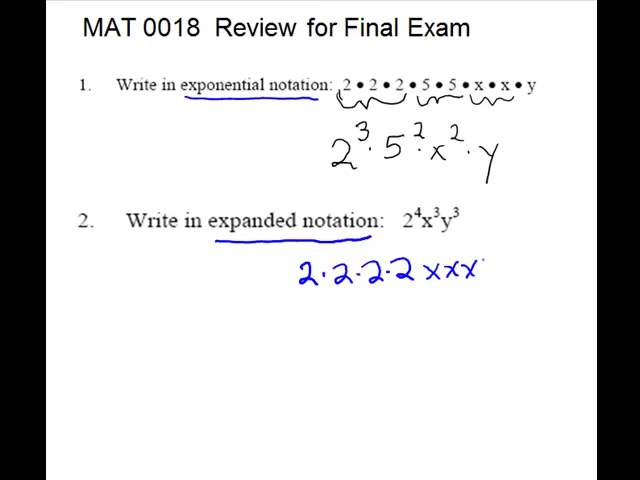 MAT 0018 Review for Final Exam
1. Write in exponential notation: 2 • 2 • 2 • 5 • 5 • x • x • y
2³·5²·x²·y
2. Write in expanded notation: 2⁴x³y³
2·2·2·2xxx